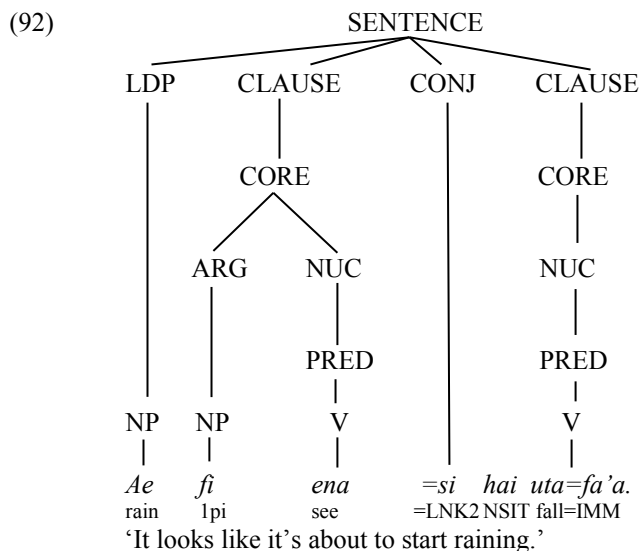 (92) SENTENCE
LDP CLAUSE CONJ CLAUSE
CORE CORE
ARG NUC NUC
PRED PRED
NP NP V V
Ae fi ena =si hai uta=fa’a.
rain 1pi see =LNK2 NSIT fall=IMM
‘It looks like it’s about to start raining.’